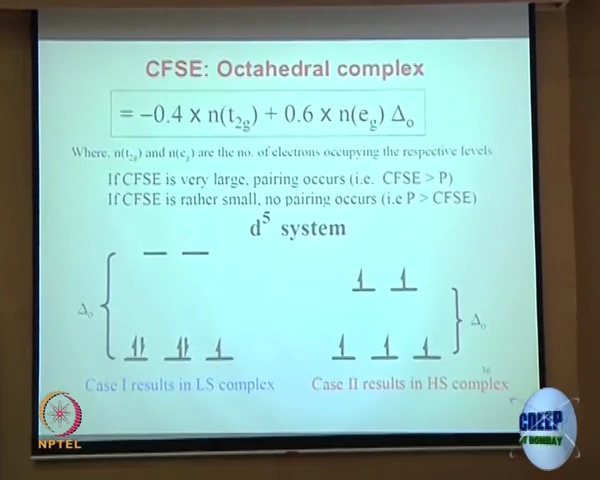 CFSE: Octahedral complex
= −0.4 x n(t₂g) + 0.6 x n(eg) Δₒ
Where, n(t₂g) and n(eg) are the no. of electrons occupying the respective levels
If CFSE is very large, pairing occurs (i.e. CFSE > P)
If CFSE is rather small, no pairing occurs (i.e P > CFSE)
d⁵ system
Δₒ
Δₒ
16
Case I results in LS complex
Case II results in HS complex
NPTEL
CDEEP
IIT BOMBAY